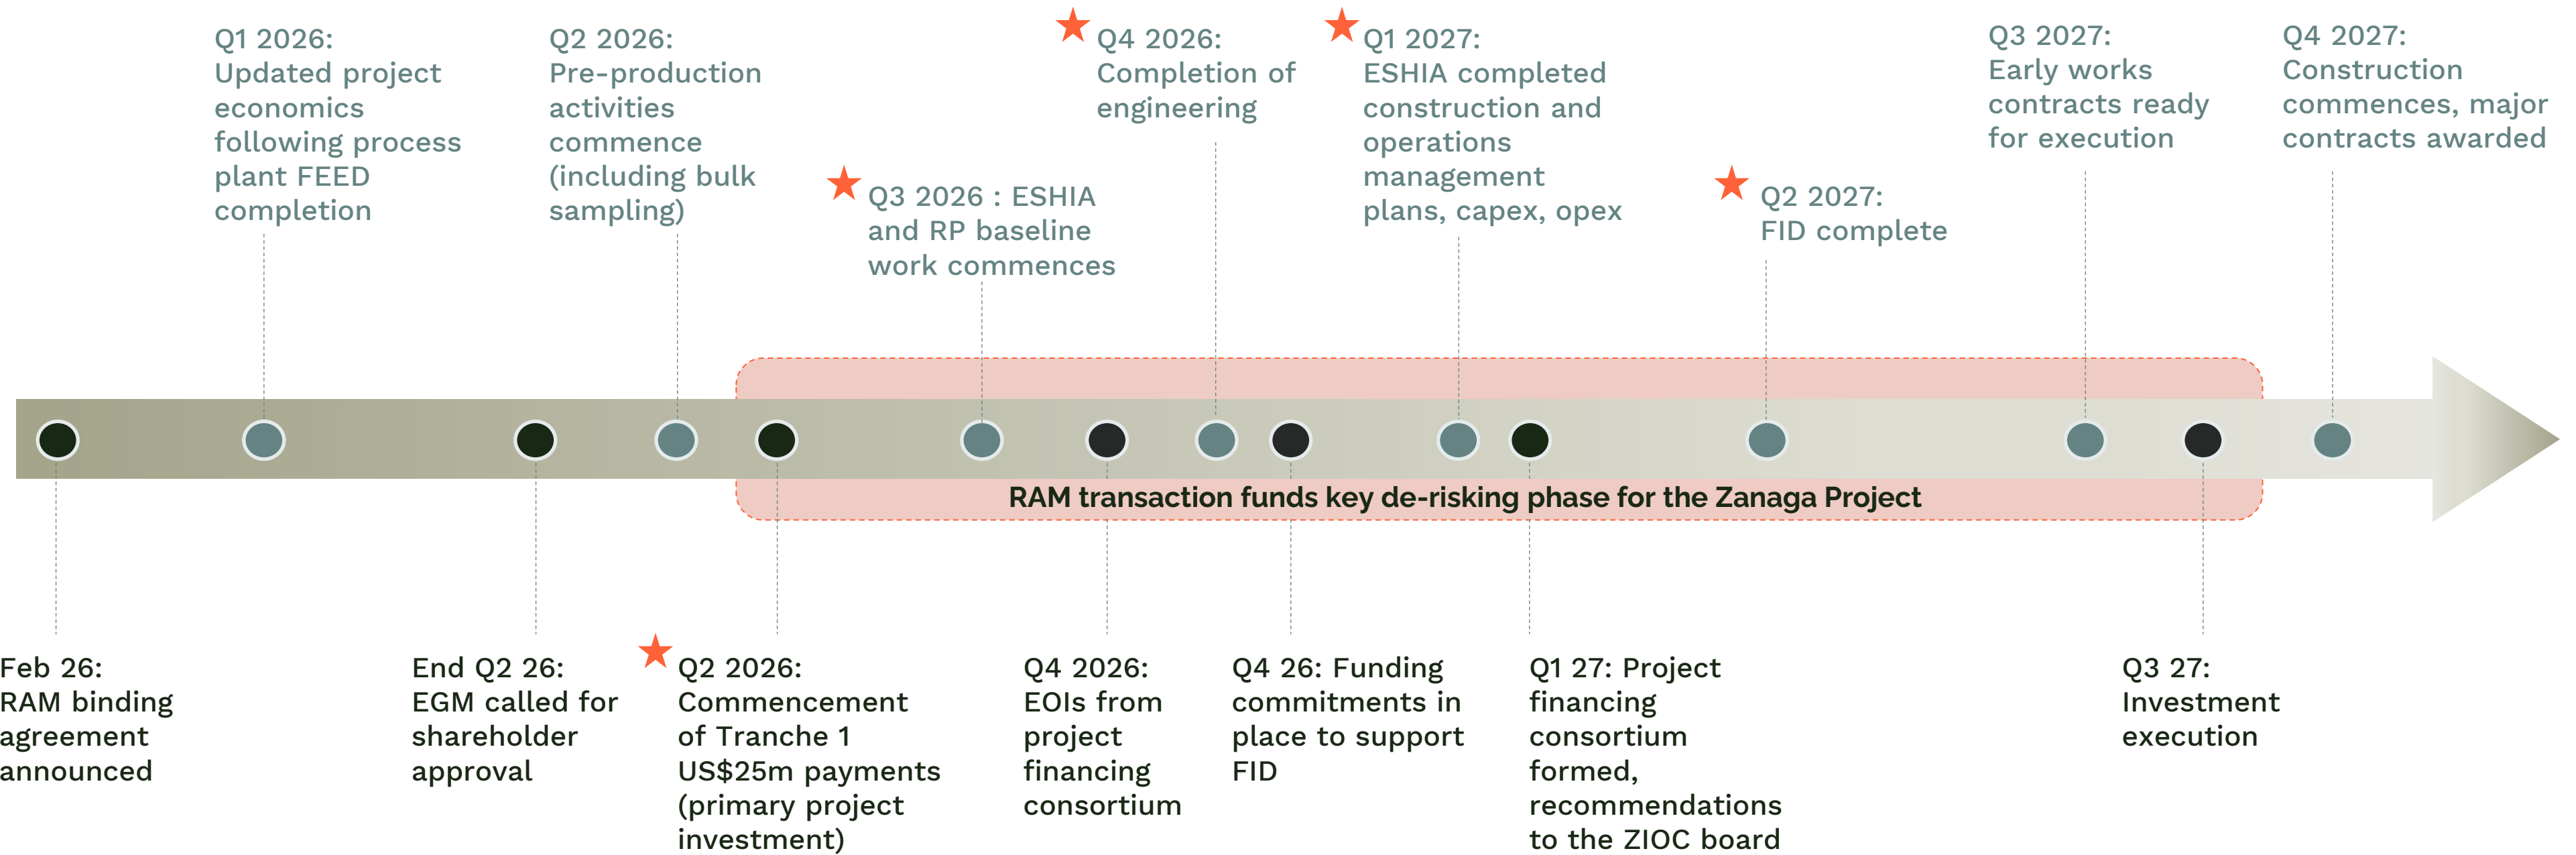 Q1 2026:
Updated project
economics
following process
plant FEED
completion
Q2 2026:
Pre-production
activities
commence
(including bulk
sampling)
Q3 2026 : ESHIA
and RP baseline
work commences
Q4 2026:
Completion of
engineering
Q1 2027:
ESHIA completed
construction and
operations
management
plans, capex, opex
Q2 2027:
FID complete
Q3 2027:
Early works
contracts ready
for execution
Q4 2027:
Construction
commences, major
contracts awarded
RAM transaction funds key de-risking phase for the Zanaga Project
Feb 26:
RAM binding
agreement
announced
End Q2 26:
EGM called for
shareholder
approval
Q2 2026:
Commencement
of Tranche 1
US$25m payments
(primary project
investment)
Q4 2026:
EOIs from
project
financing
consortium
Q4 26: Funding
commitments in
place to support
FID
Q1 27: Project
financing
consortium
formed,
recommendations
to the ZIOC board
Q3 27:
Investment
execution